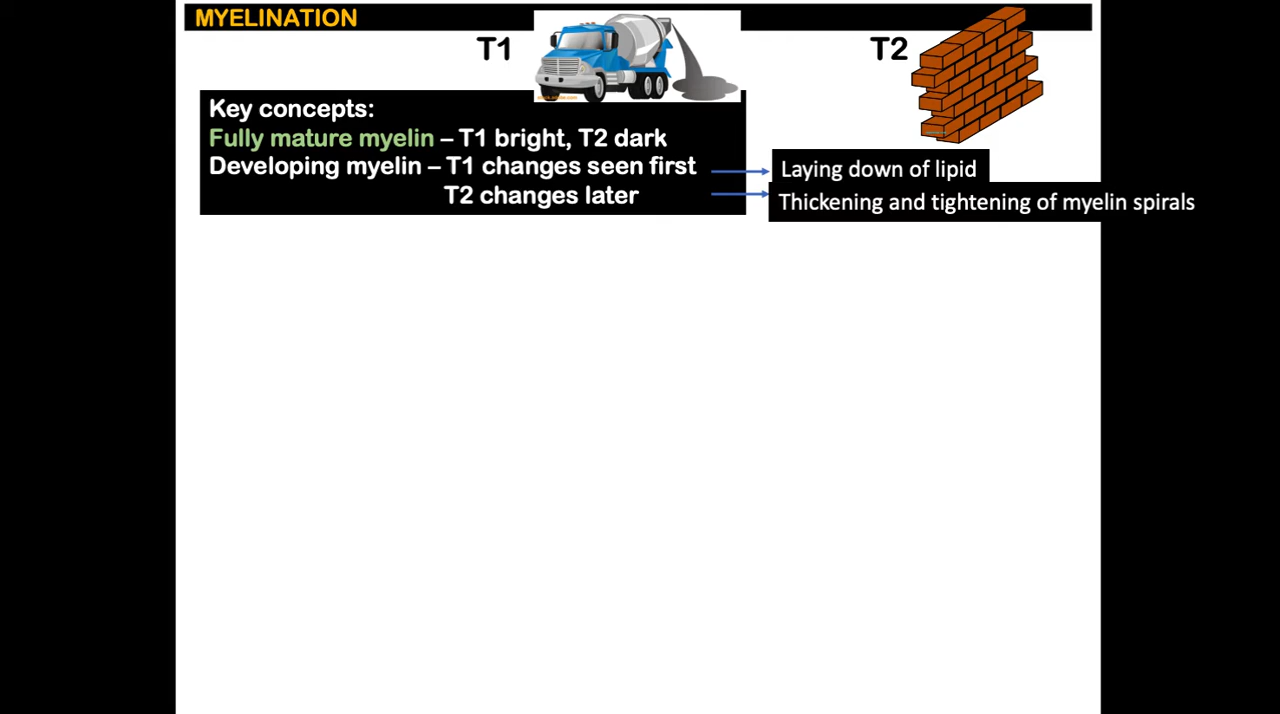 MYELINATION
T1
T2
Key concepts:
Fully mature myelin – T1 bright, T2 dark
Developing myelin – T1 changes seen first
T2 changes later
Laying down of lipid
Thickening and tightening of myelin spirals